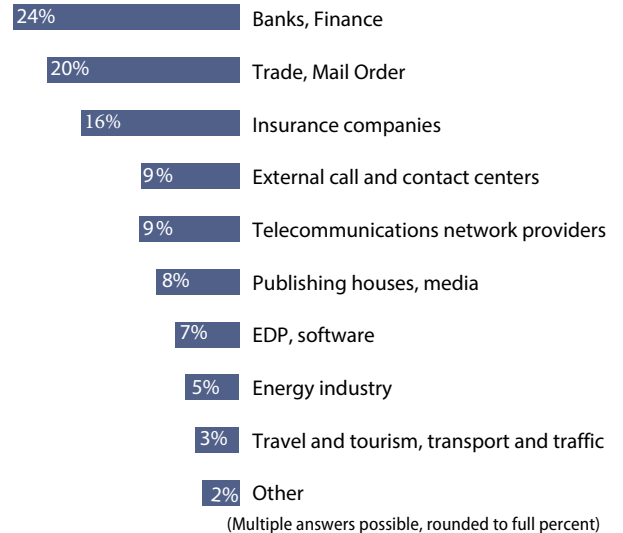 24% Banks, Finance
20% Trade, Mail Order
16% Insurance companies
9% External call and contact centers
9% Telecommunications network providers
8% Publishing houses, media
7% EDP, software
5% Energy industry
3% Travel and tourism, transport and traffic
2% Other
(Multiple answers possible, rounded to full percent)